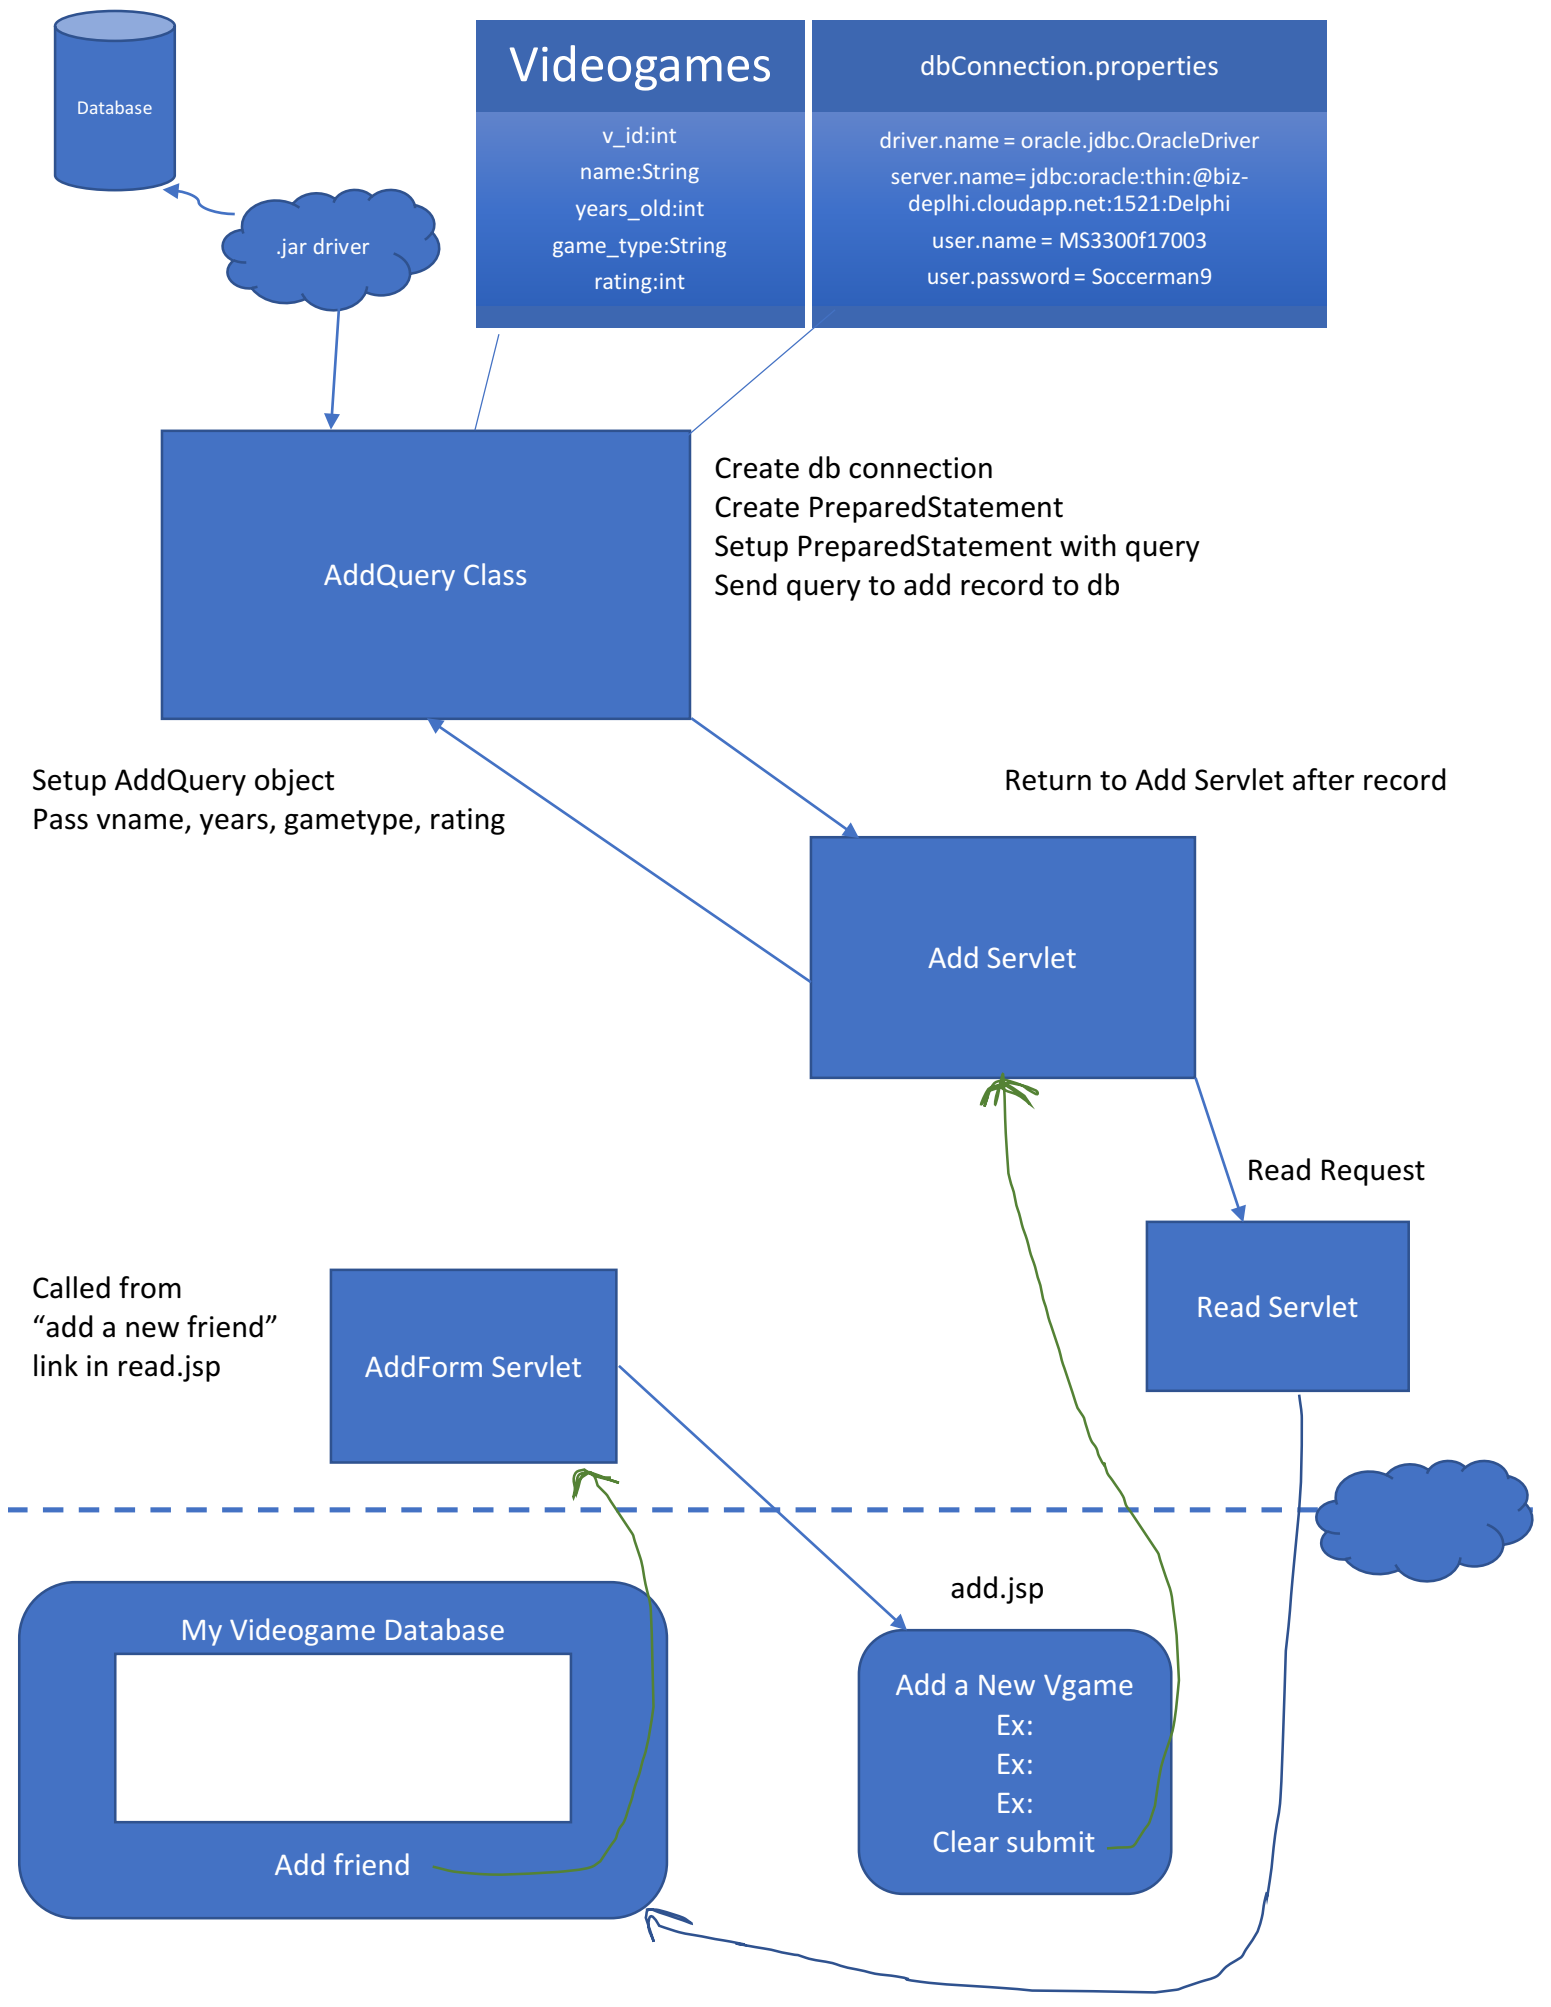 Database
.jar driver
Videogames
v_id:int
name:String
years_old:int
game_type:String
rating:int
dbConnection.properties
driver.name = oracle.jdbc.OracleDriver
server.name= jdbc:oracle:thin:@biz-
deplhi.cloudapp.net:1521:Delphi
user.name = MS3300f17003
user.password = Soccerman9
AddQuery Class
Create db connection
Create PreparedStatement
Setup PreparedStatement with query
Send query to add record to db
Setup AddQuery object
Pass vname, years, gametype, rating
Return to Add Servlet after record
Add Servlet
Read Request
Read Servlet
Called from
“add a new friend”
link in read.jsp
AddForm Servlet
add.jsp
My Videogame Database
Add friend
Add a New Vgame
Ex:
Ex:
Ex:
Clear submit